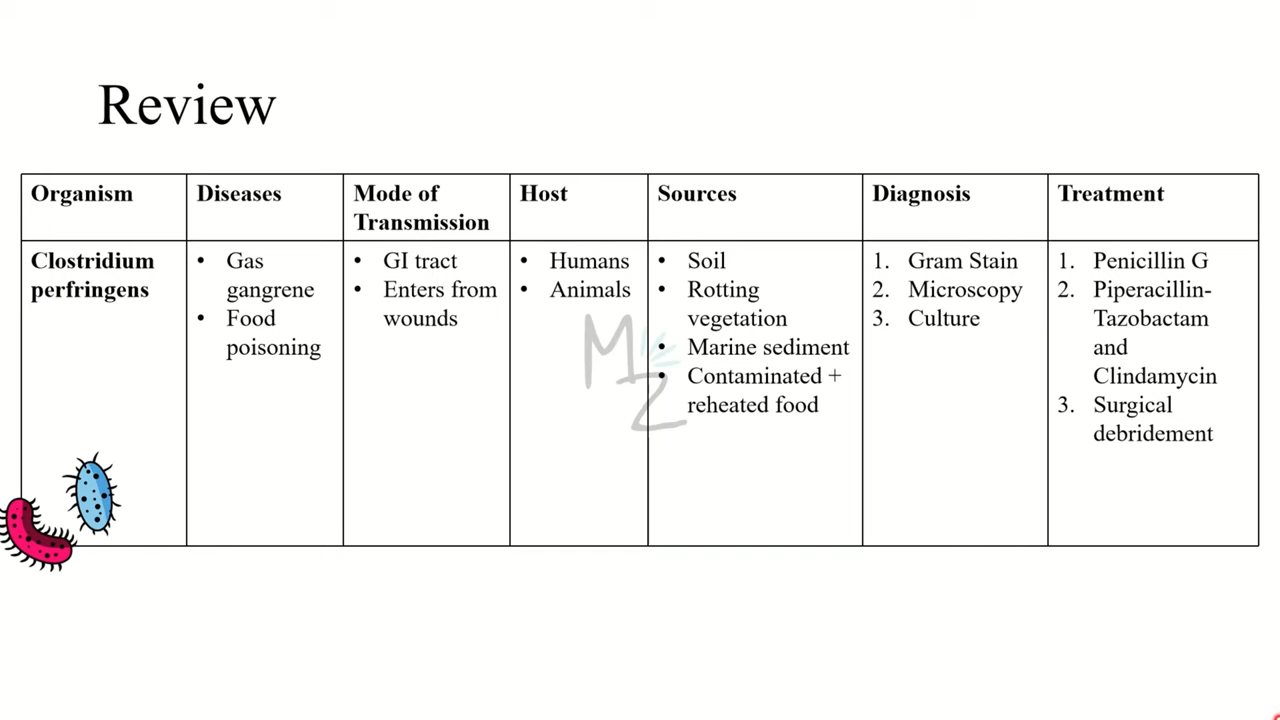 Review
Organism
Diseases
Mode of
Transmission
Host
Sources
Diagnosis
Treatment
Clostridium
perfringens
• Gas
gangrene
• Food
poisoning
• GI tract
• Enters from
wounds
• Humans
• Animals
• Soil
• Rotting
vegetation
• Marine sediment
• Contaminated +
reheated food
1. Gram Stain
2. Microscopy
3. Culture
1. Penicillin G
2. Piperacillin-
Tazobactam
and
Clindamycin
3. Surgical
debridement